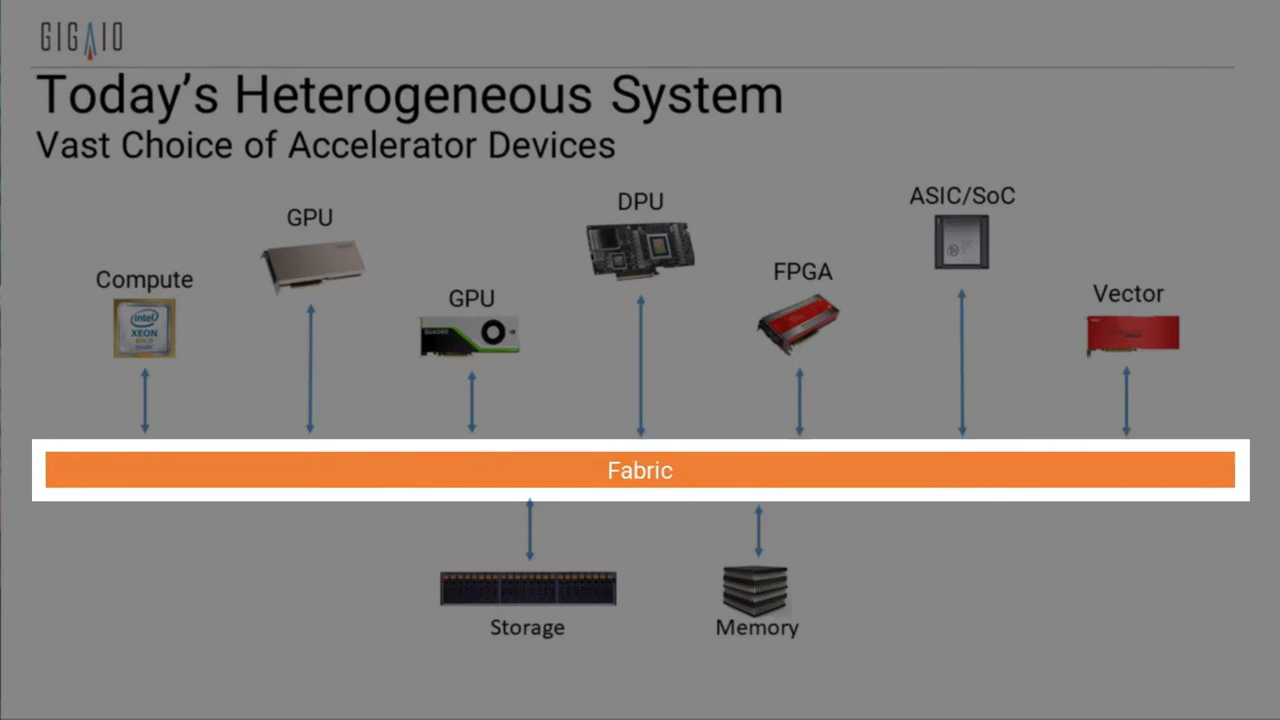 GIGAIO
Today's Heterogeneous System
Vast Choice of Accelerator Devices
ASIC/SoC
DPU
GPU
FPGA
Compute
Vector
GPU
intel
XEON
GOLD
QUADRO
Fabric
Storage
Memory